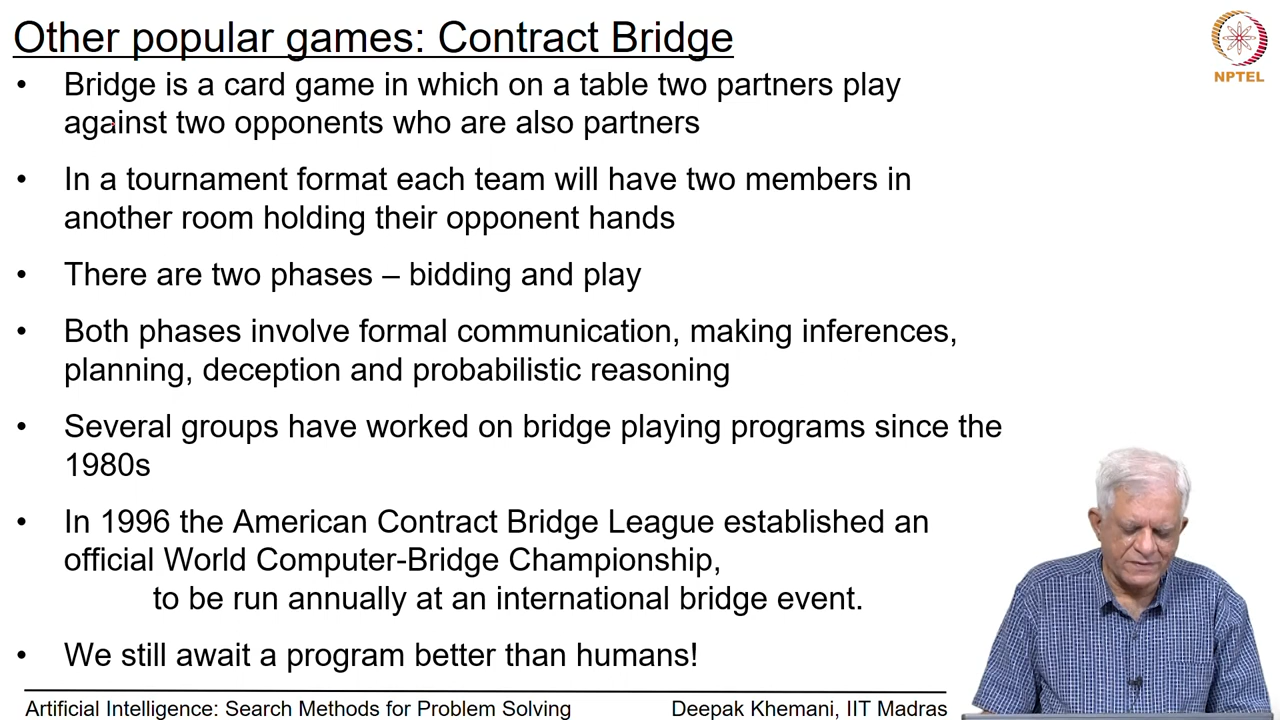 Other popular games: Contract Bridge
NPTEL
• Bridge is a card game in which on a table two partners play
against two opponents who are also partners
• In a tournament format each team will have two members in
another room holding their opponent hands
• There are two phases – bidding and play
• Both phases involve formal communication, making inferences,
planning, deception and probabilistic reasoning
• Several groups have worked on bridge playing programs since the
1980s
• In 1996 the American Contract Bridge League established an
official World Computer-Bridge Championship,
to be run annually at an international bridge event.
• We still await a program better than humans!
Artificial Intelligence: Search Methods for Problem Solving
Deepak Khemani, IIT Madras